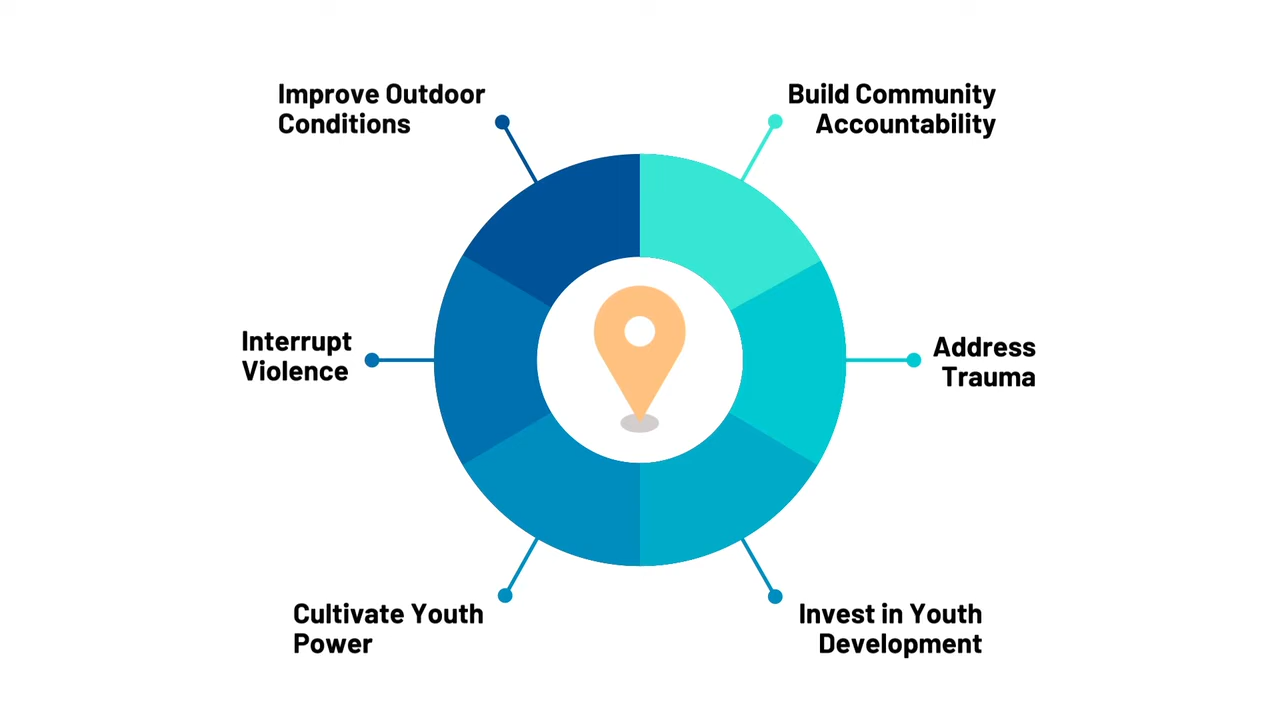 Improve Outdoor
Conditions
Build Community
Accountability
Interrupt
Violence
Address
Trauma
Cultivate Youth
Power
Invest in Youth
Development